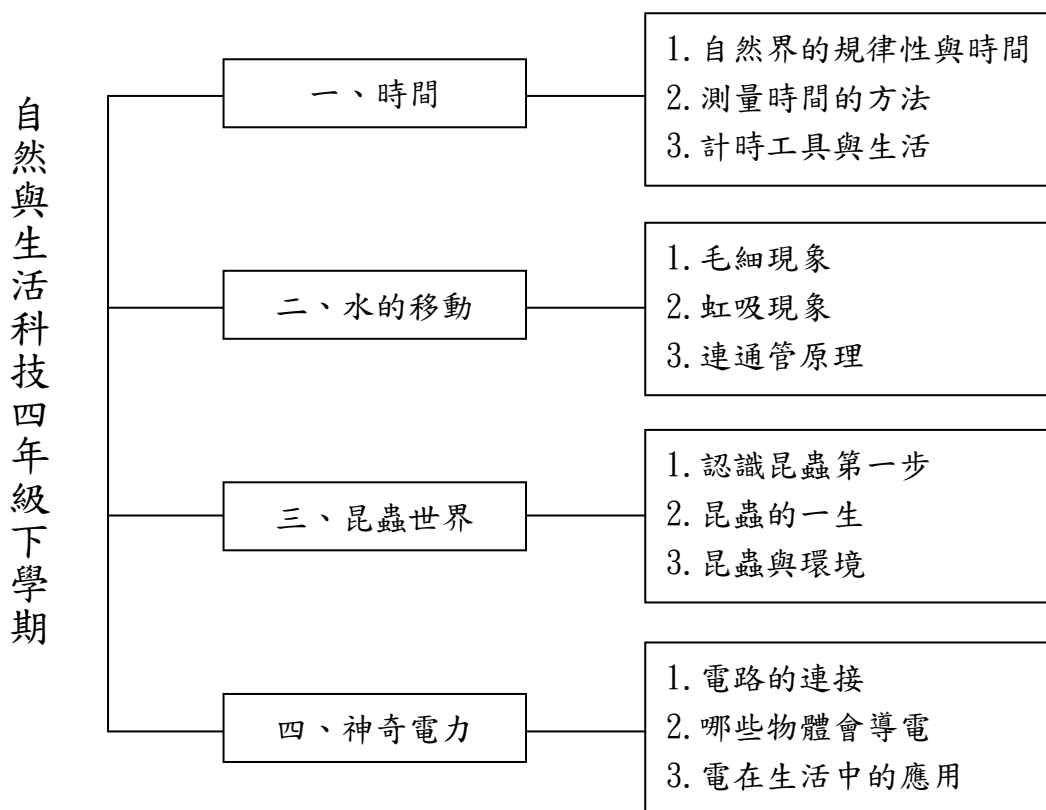 自然與生活科技四年級下學期
一、時間
1.自然界的規律性與時間
2.測量時間的方法
3.計時工具與生活
二、水的移動
1.毛細現象
2.虹吸現象
3.連通管原理
三、昆蟲世界
1.認識昆蟲第一步
2.昆蟲的一生
3.昆蟲與環境
四、神奇電力
1.電路的連接
2.哪些物體會導電
3.電在生活中的應用